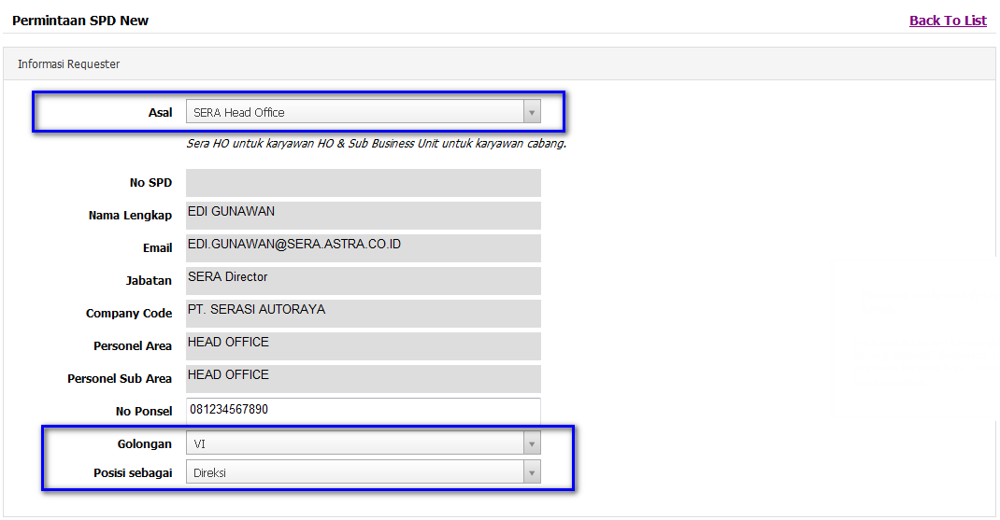 Permintaan SPD New
Back To List
Informasi Requester
Asal SERA Head Office
Sera HO untuk karyawan HO & Sub Business Unit untuk karyawan cabang.
No SPD
Nama Lengkap EDI GUNAWAN
Email EDI.GUNAWAN@SERA.ASTRA.CO.ID
Jabatan SERA Director
Company Code PT. SERASI AUTORAYA
Personel Area HEAD OFFICE
Personel Sub Area HEAD OFFICE
No Ponsel 081234567890
Golongan VI
Posisi sebagai Direksi